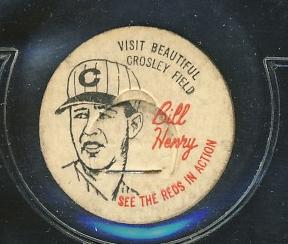 VISIT BEAUTIFUL
CROSLEY FIELD
C
Bill
Henry
SEE THE REDS IN ACTION